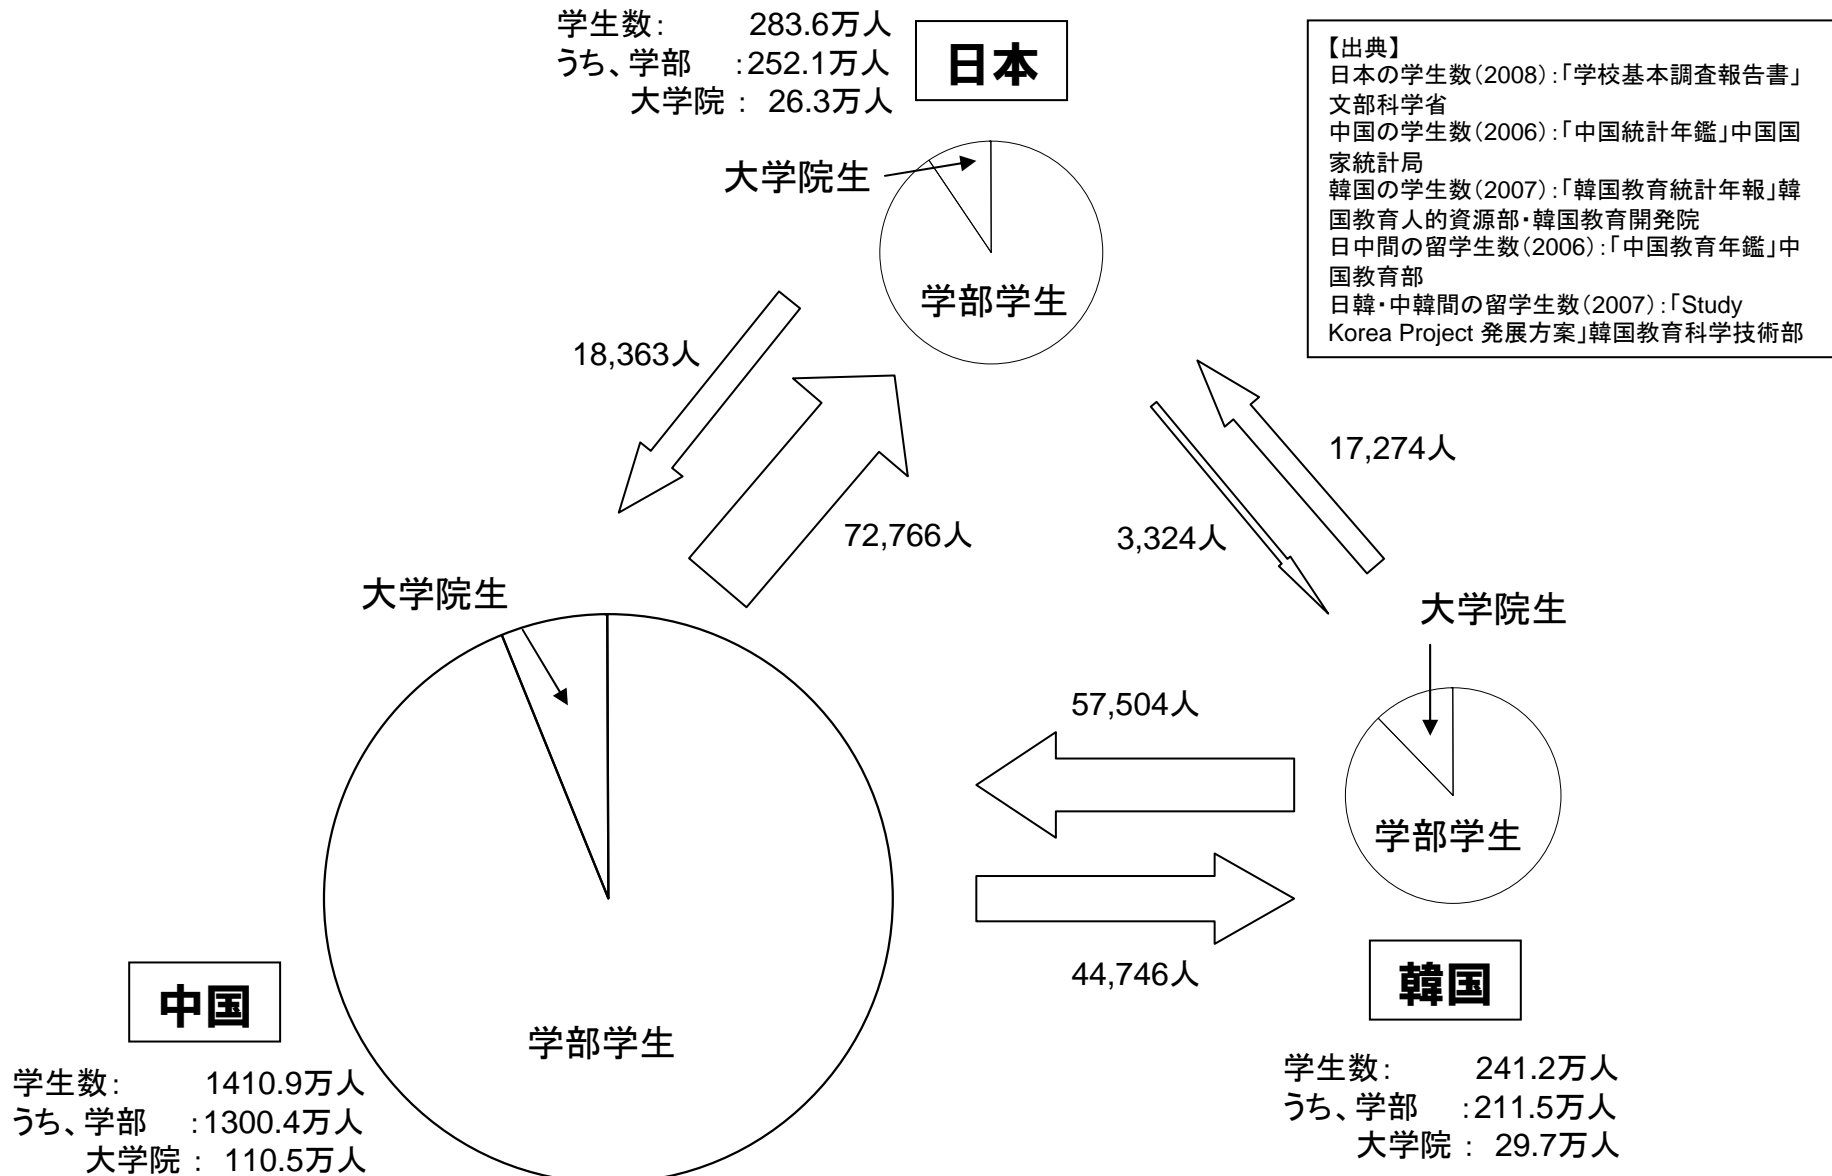 学生数： 283.6万人
うち、学部 ：252.1万人
大学院 ： 26.3万人
日本
【出典】
日本の学生数（2008）：「学校基本調査報告書」
文部科学省
中国の学生数（2006）：「中国統計年鑑」中国国
家統計局
韓国の学生数（2007）：「韓国教育統計年報」韓
国教育人的資源部・韓国教育開発院
日中間の留学生数（2006）：「中国教育年鑑」中
国教育部
日韓・中韓間の留学生数（2007）：「Study
Korea Project 発展方案」韓国教育科学技術部
大学院生
学部学生
18,363人
72,766人
17,274人
3,324人
大学院生
大学院生
57,504人
学部学生
44,746人
中国
学部学生
韓国
学生数： 1410.9万人
うち、学部 ：1300.4万人
大学院 ： 110.5万人
学生数： 241.2万人
うち、学部 ：211.5万人
大学院 ： 29.7万人